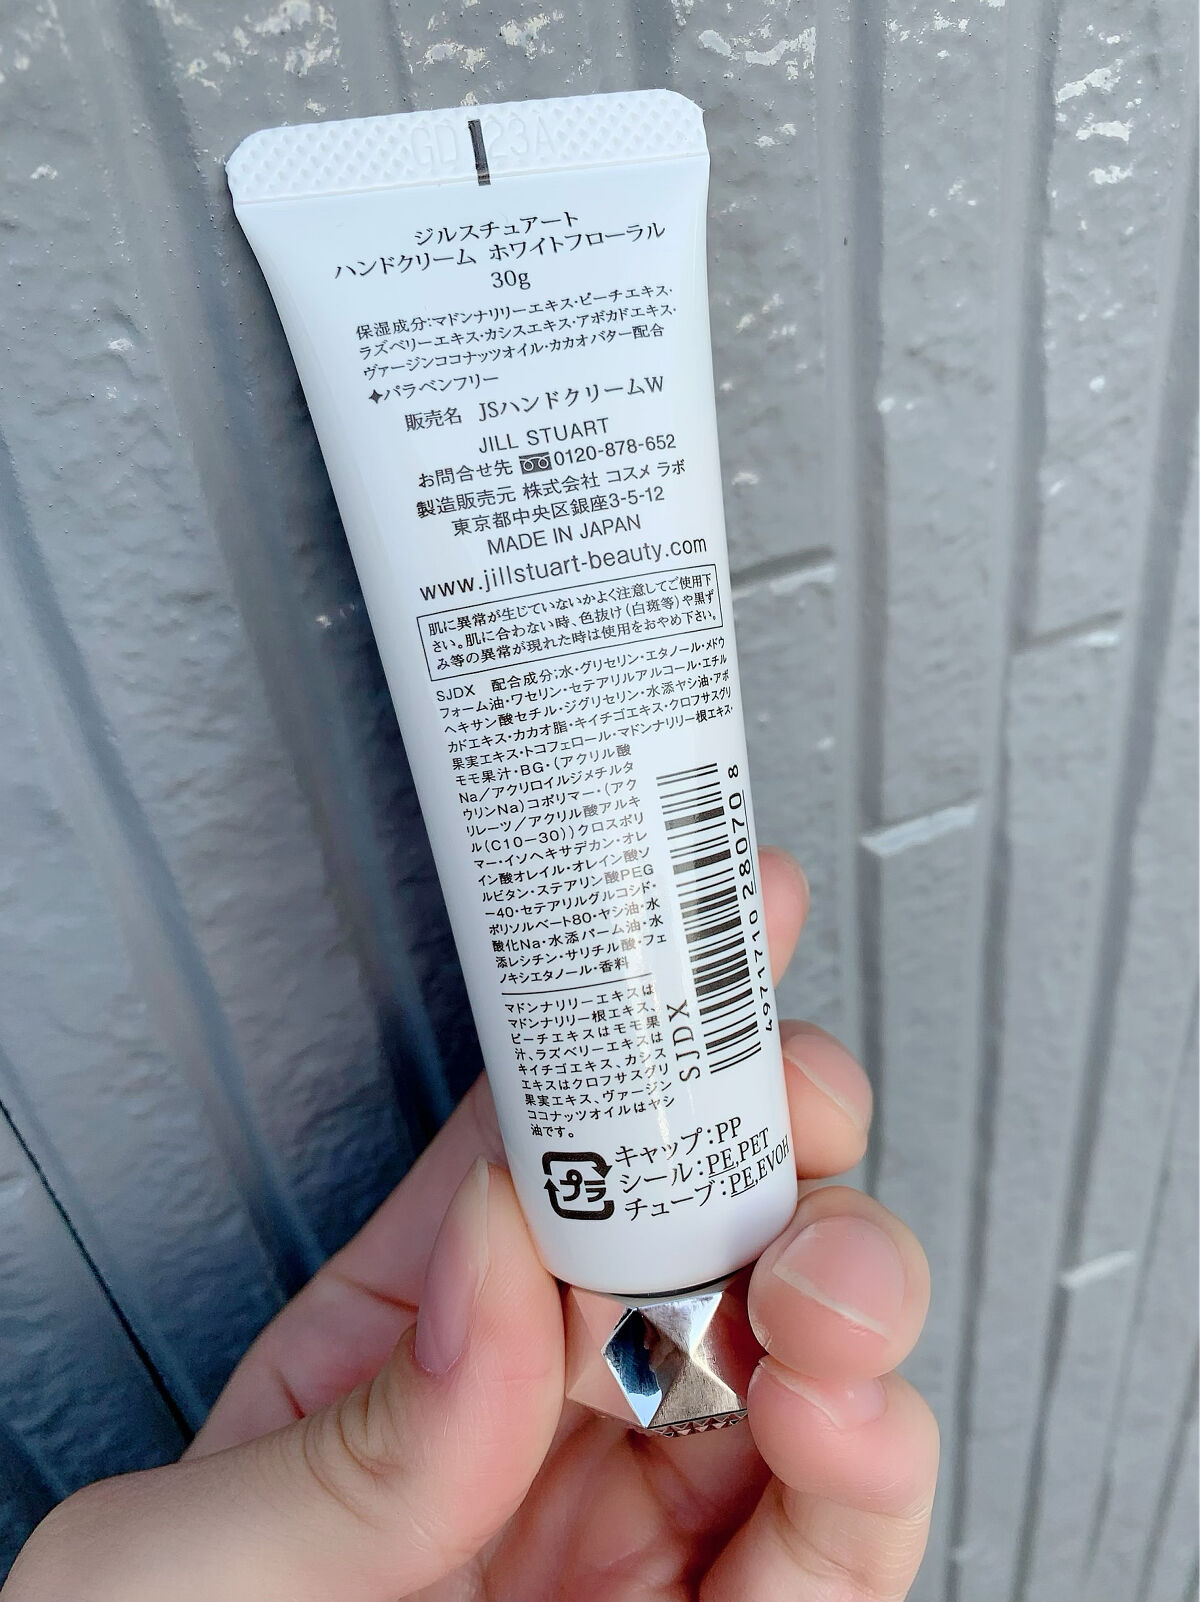 ジルスチュアート
ハンドクリーム ホワイトフローラル
30g
保湿成分:マドンナリリーエキス・ピーチエキス・
ラズベリーエキス・カシスエキス・アボカドエキス・
ヴァージンココナッツオイル・カカオバター配合
✦パラベンフリー
販売名 JSハンドクリームW
JILL STUART
お問合せ先 0120-878-652
製造販売元 株式会社 コスメ ラボ
東京都中央区銀座3-5-12
MADE IN JAPAN
www.jillstuart-beauty.com
肌に異常が生じていないかよく注意してご使用下
さい。肌に合わない時、色抜け(白斑等)や黒ず
み等の異常が現れた時は使用をおやめ下さい。
SJDX 配合成分;水・グリセリン・エタノール・メドウ
フォーム油・ワセリン・セテアリルアルコール・エチル
ヘキサン酸セチル・ジグリセリン・水添ヤシ油・アボ
カドエキス・カカオ脂・キイチゴエキス・クロフサスグリ
果実エキス・トコフェロール・マドンナリリー根エキス・
モモ果汁・BG・(アクリル酸
Na/アクリロイルジメチルタ
ウリンNa)コポリマー・(アク
リレーツ/アクリル酸アルキ
ル(C10-30))クロスポリ
マー・イソヘキサデカン・オレ
イン酸オレイル・オレイン酸ソ
ルビタン・ステアリン酸PEG
-40・セテアリルグルコシド・
ポリソルベート80・ヤシ油・水
酸化Na・水添パーム油・水
添レシチン・サリチル酸・フェ
ノキシエタノール・香料
マドンナリリーエキスは
マドンナリリー根エキス、
ピーチエキスはモモ果
汁、ラズベリーエキスは
キイチゴエキス、カシス
エキスはクロフサスグリ
果実エキス、ヴァージン
ココナッツオイルはヤシ
油です。
SJDX
4971710 280708
プラ
キャップ:PP
シール:PE,PET
チューブ:PE,EVOH